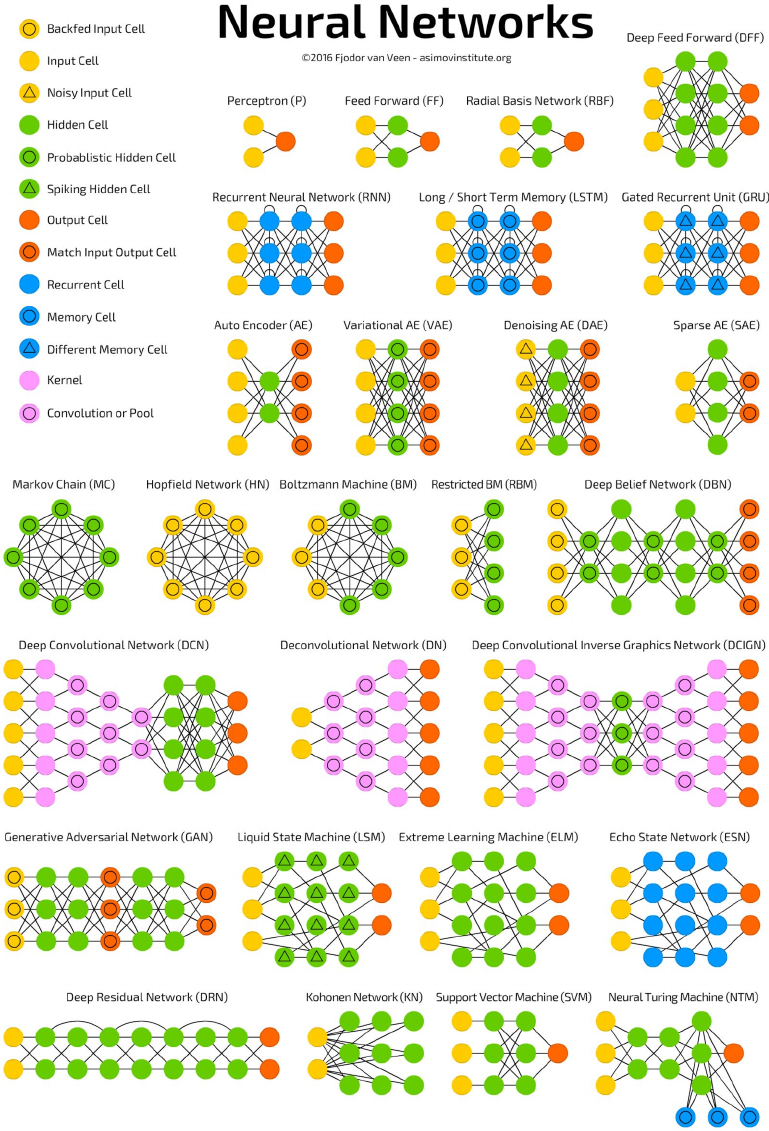 Neural Networks
©2016 Fjodor van Veen - asimovinstitute.org
Backfed Input Cell
Input Cell
Noisy Input Cell
Hidden Cell
Probablistic Hidden Cell
Spiking Hidden Cell
Output Cell
Match Input Output Cell
Recurrent Cell
Memory Cell
Different Memory Cell
Kernel
Convolution or Pool
Deep Feed Forward (DFF)
Perceptron (P)
Feed Forward (FF)
Radial Basis Network (RBF)
Recurrent Neural Network (RNN)
Long / Short Term Memory (LSTM)
Gated Recurrent Unit (GRU)
Auto Encoder (AE)
Variational AE (VAE)
Denoising AE (DAE)
Sparse AE (SAE)
Markov Chain (MC)
Hopfield Network (HN)
Boltzmann Machine (BM)
Restricted BM (RBM)
Deep Belief Network (DBN)
Deep Convolutional Network (DCN)
Deconvolutional Network (DN)
Deep Convolutional Inverse Graphics Network (DCIGN)
Generative Adversarial Network (GAN)
Liquid State Machine (LSM)
Extreme Learning Machine (ELM)
Echo State Network (ESN)
Deep Residual Network (DRN)
Kohonen Network (KN)
Support Vector Machine (SVM)
Neural Turing Machine (NTM)